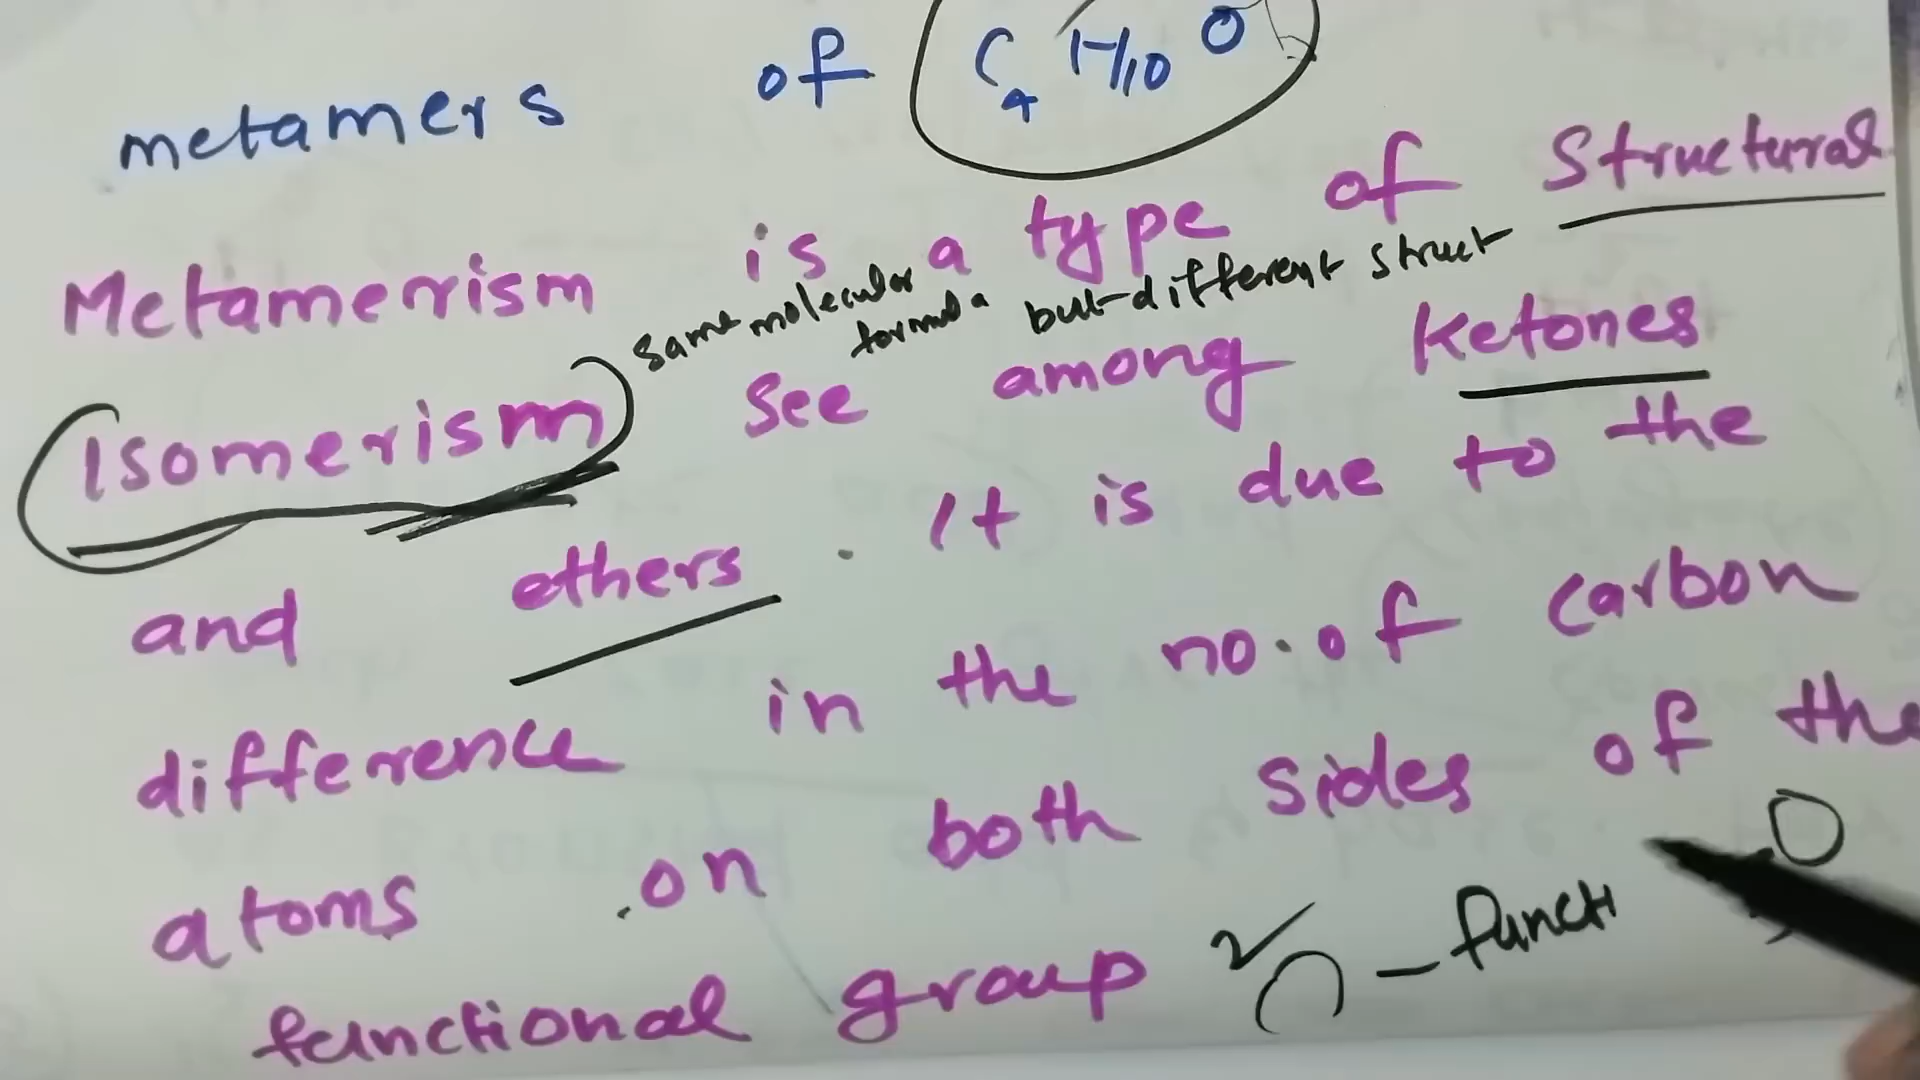 metamers of C4H10O
Metamerism is a type of structural
same molecular formula but different struct
Isomerism see among ketones
and ethers. It is due to the
difference in the no. of carbon
atoms on both sides of the
functional group
functi